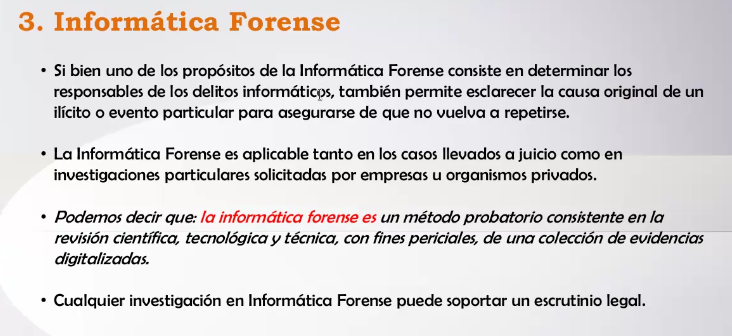 3. Informática Forense
• Si bien uno de los propósitos de la Informática Forense consiste en determinar los
responsables de los delitos informáticos, también permite esclarecer la causa original de un
ilícito o evento particular para asegurarse de que no vuelva a repetirse.
• La Informática Forense es aplicable tanto en los casos llevados a juicio como en
investigaciones particulares solicitadas por empresas u organismos privados.
• Podemos decir que: la informática forense es un método probatorio consistente en la
revisión científica, tecnológica y técnica, con fines periciales, de una colección de evidencias
digitalizadas.
• Cualquier investigación en Informática Forense puede soportar un escrutinio legal.